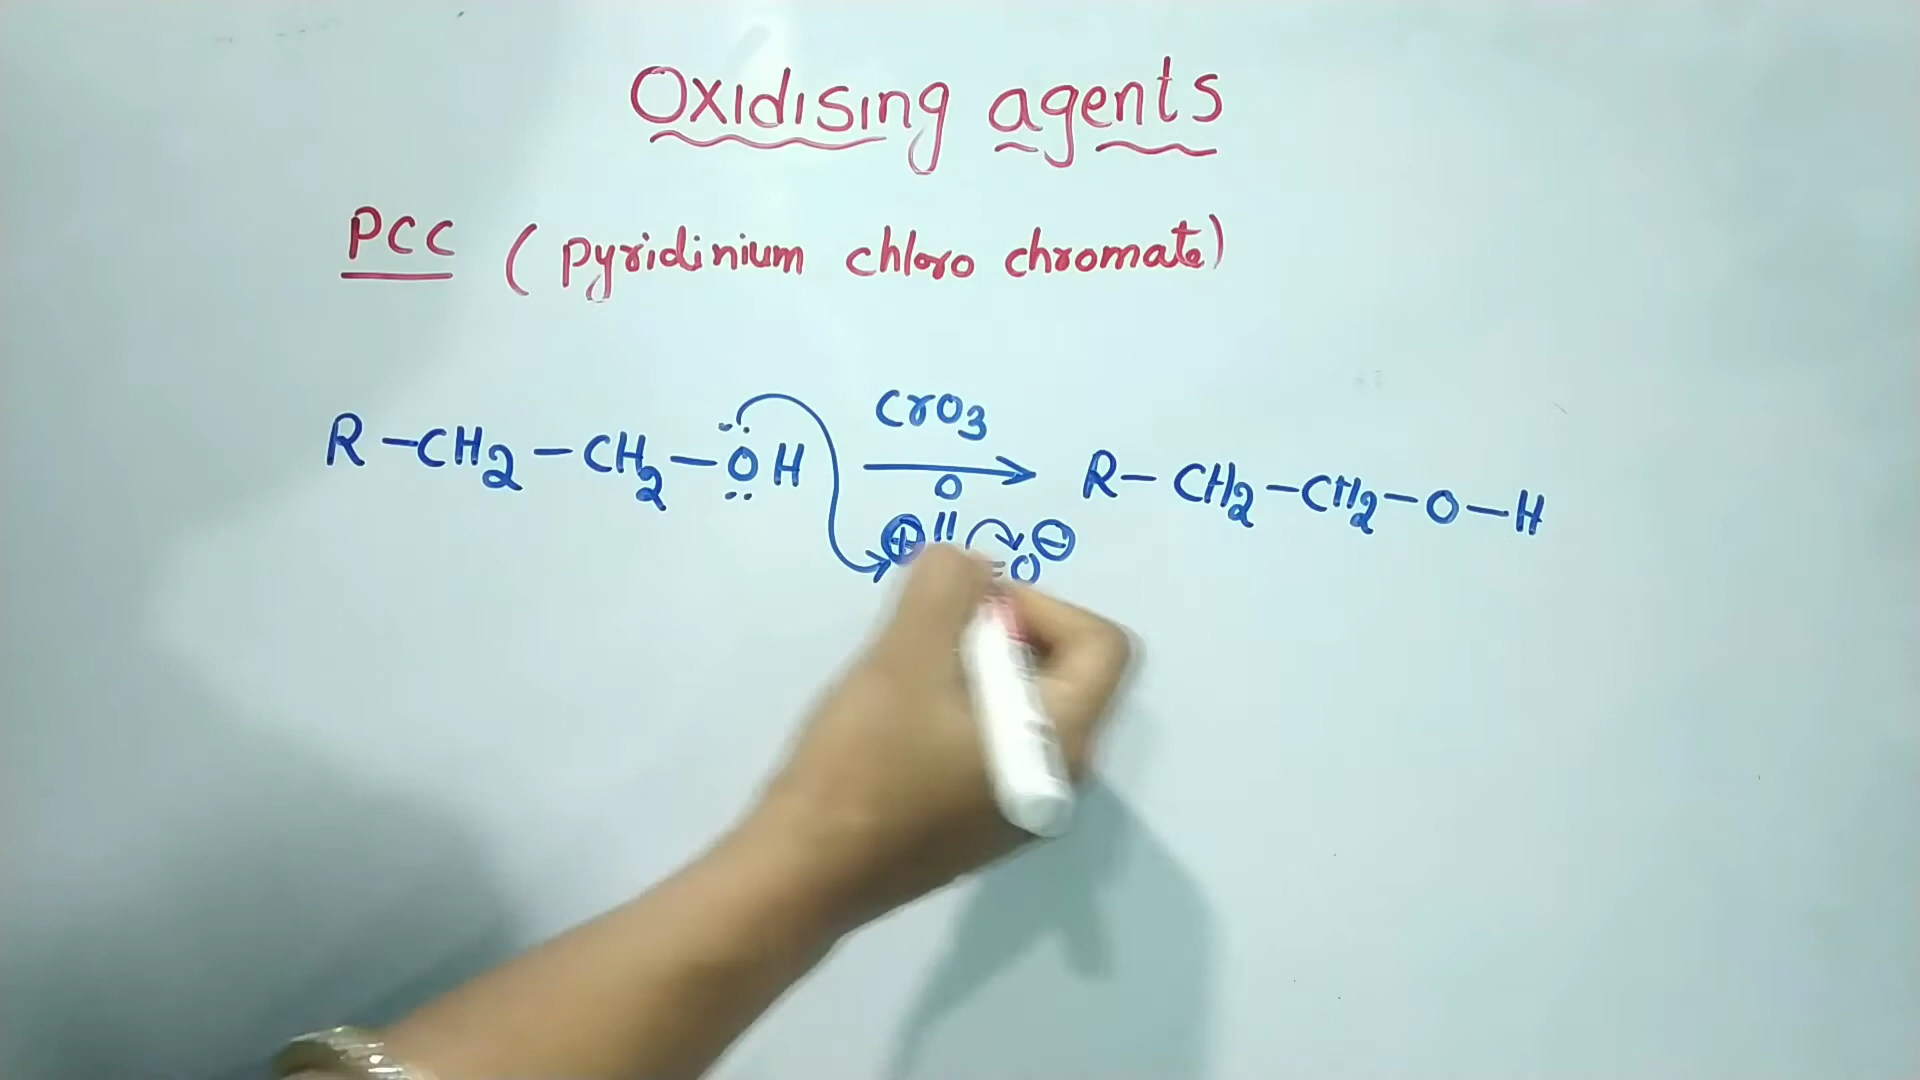 Oxidising agents
PCC (pyridinium chloro chromate)
R-CH2-CH2-OH CrO3 R-CH2-CH2-O-H
O
⊕ || ⊖
=O